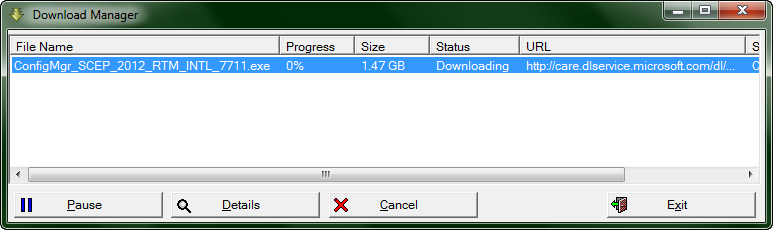 Download Manager
File Name Progress Size Status URL S
ConfigMgr_SCEP_2012_RTM_INTL_7711.exe 0% 1.47 GB Downloading http://care.dlservice.microsoft.com/dl/... C
Pause Details Cancel Exit